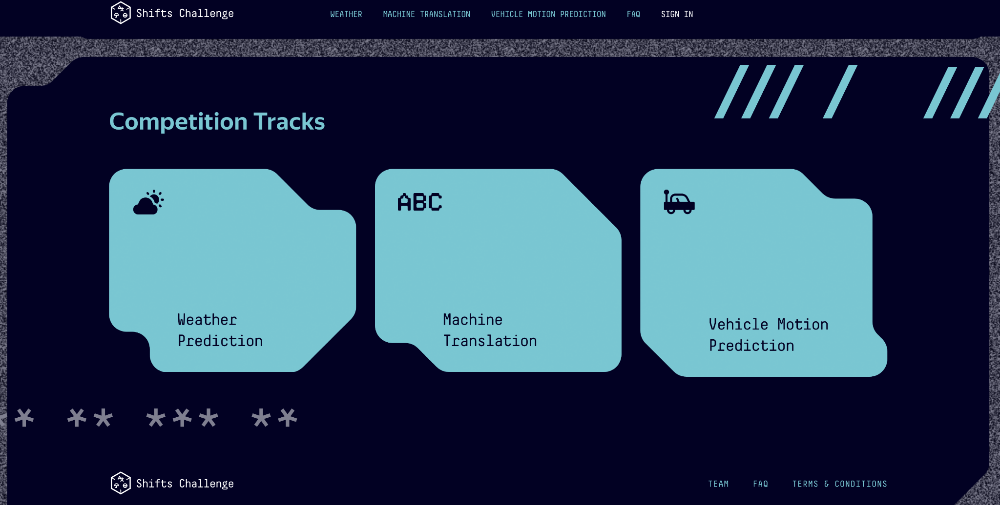 Shifts Challenge
WEATHER
MACHINE TRANSLATION
VEHICLE MOTION PREDICTION
FAQ
SIGN IN
Competition Tracks
ABC
Weather
Prediction
Machine
Translation
Vehicle Motion
Prediction
Shifts Challenge
TEAM
FAQ
TERMS & CONDITIONS